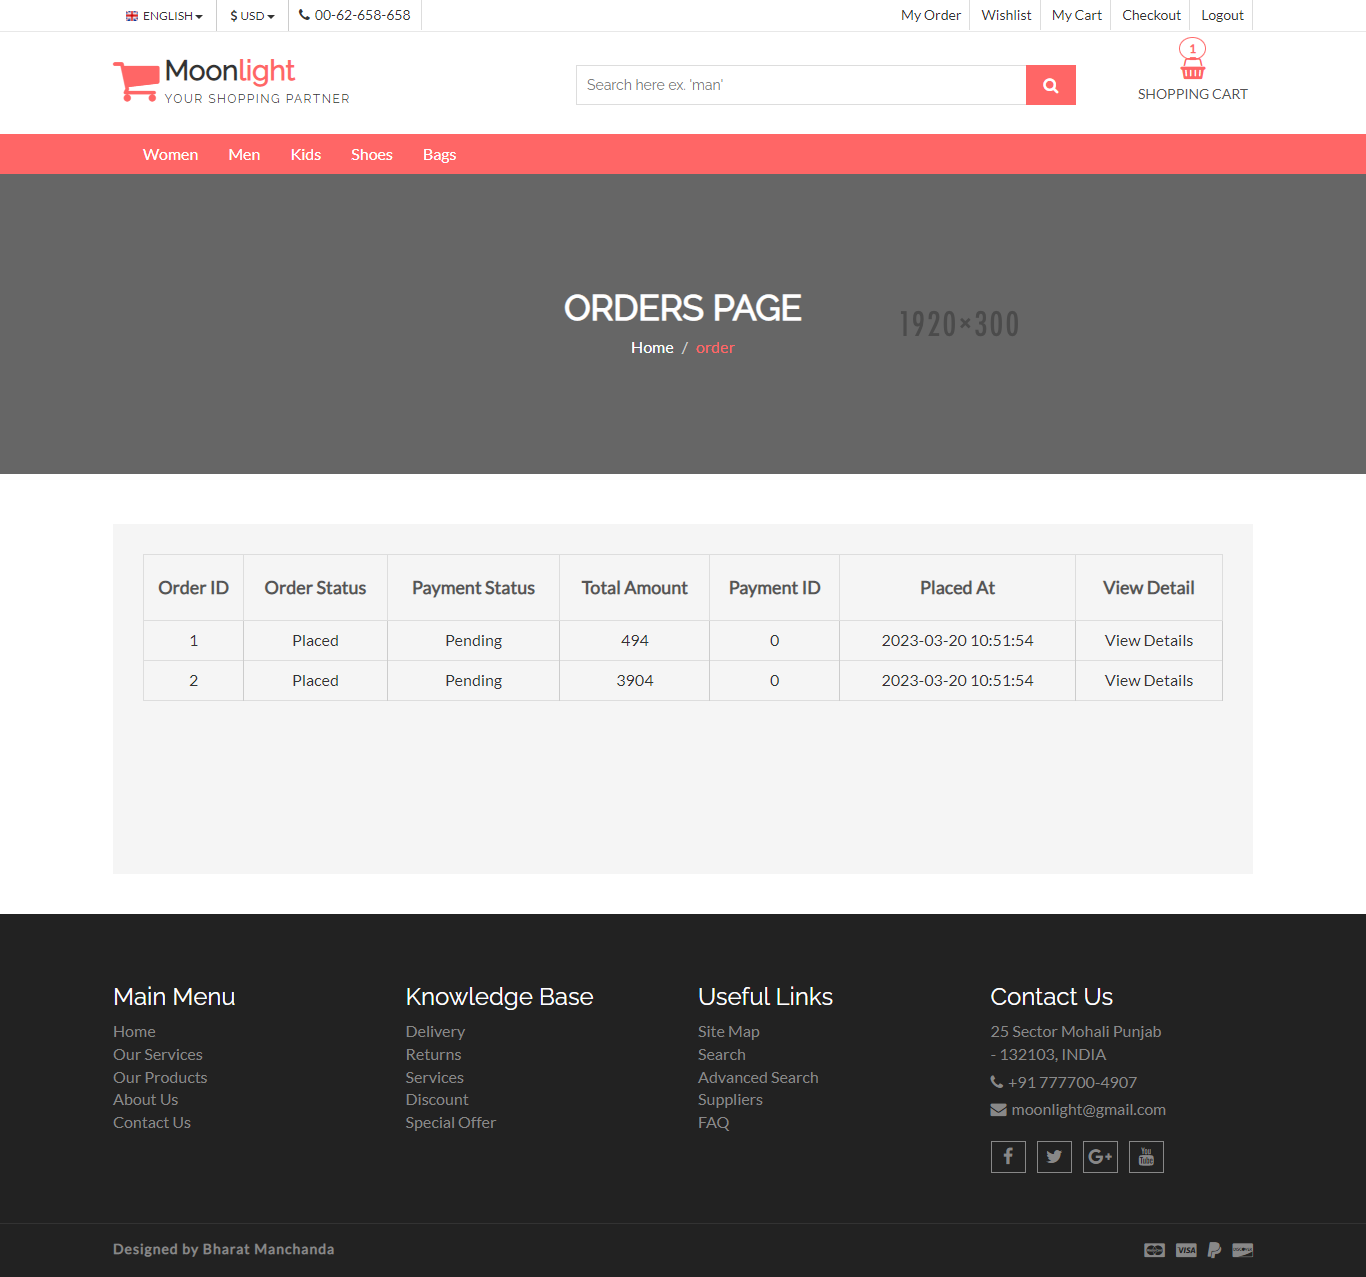 ENGLISH $ USD 00-62-658-658 My Order Wishlist My Cart Checkout Logout
1
Moonlight
YOUR SHOPPING PARTNER
Search here ex. 'man'
SHOPPING CART
Women Men Kids Shoes Bags
ORDERS PAGE
1920×300
Home / order
Order ID Order Status Payment Status Total Amount Payment ID Placed At View Detail
1 Placed Pending 494 0 2023-03-20 10:51:54 View Details
2 Placed Pending 3904 0 2023-03-20 10:51:54 View Details
Main Menu
Home
Our Services
Our Products
About Us
Contact Us
Knowledge Base
Delivery
Returns
Services
Discount
Special Offer
Useful Links
Site Map
Search
Advanced Search
Suppliers
FAQ
Contact Us
25 Sector Mohali Punjab
- 132103, INDIA
+91 777700-4907
moonlight@gmail.com
You Tube
Designed by Bharat Manchanda
VISA